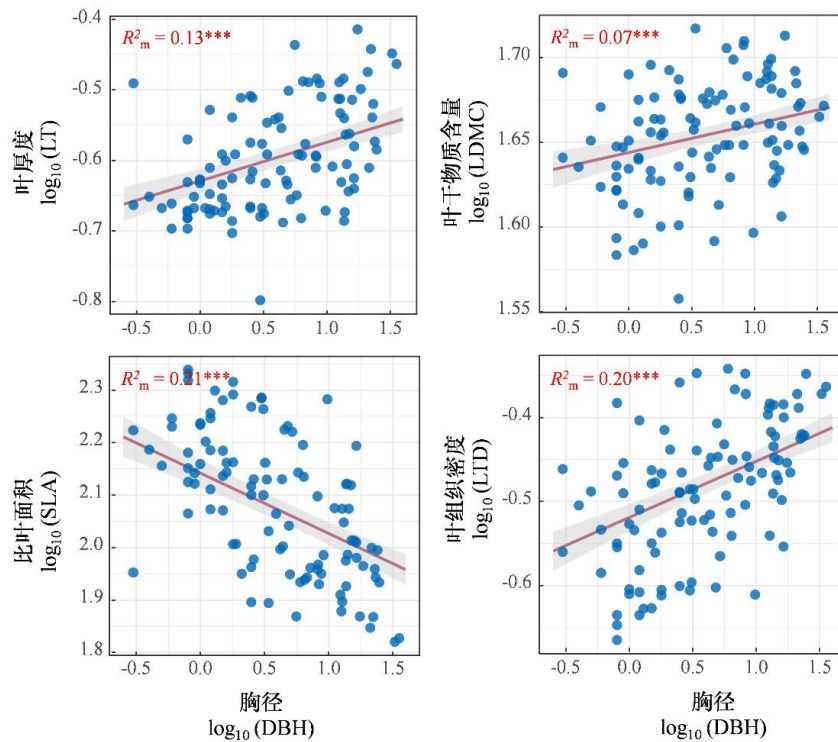 R²m = 0.13***
叶厚度
log10 (LT)
-0.4
-0.5
-0.6
-0.7
-0.8
-0.5 0.0 0.5 1.0 1.5
R²m = 0.07***
叶干物质含量
log10 (LDMC)
1.70
1.65
1.60
1.55
-0.5 0.0 0.5 1.0 1.5
R²m = 0.21***
比叶面积
log10 (SLA)
2.3
2.2
2.1
2.0
1.9
1.8
-0.5 0.0 0.5 1.0 1.5
胸径
log10 (DBH)
R²m = 0.20***
叶组织密度
log10 (LTD)
-0.4
-0.5
-0.6
-0.5 0.0 0.5 1.0 1.5
胸径
log10 (DBH)